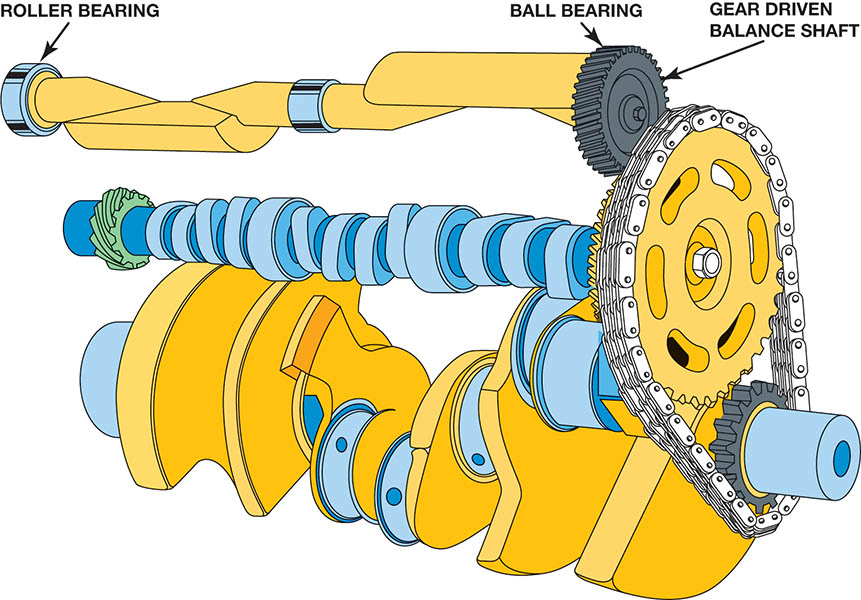 ROLLER BEARING
BALL BEARING
GEAR DRIVEN
BALANCE SHAFT